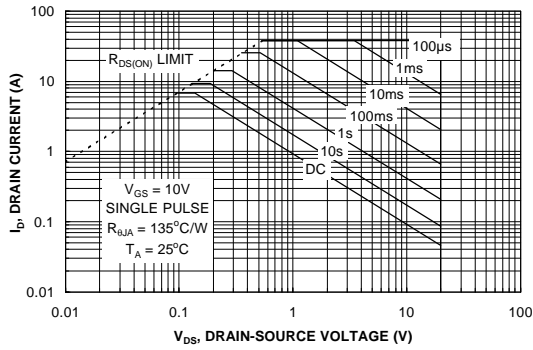 I_D, DRAIN CURRENT (A)
100
10
1
0.1
0.01
R_DS(ON) LIMIT
100µs
1ms
10ms
100ms
1s
10s
DC
V_GS = 10V
SINGLE PULSE
R_θJA = 135°C/W
T_A = 25°C
0.01
0.1
1
10
100
V_DS, DRAIN-SOURCE VOLTAGE (V)